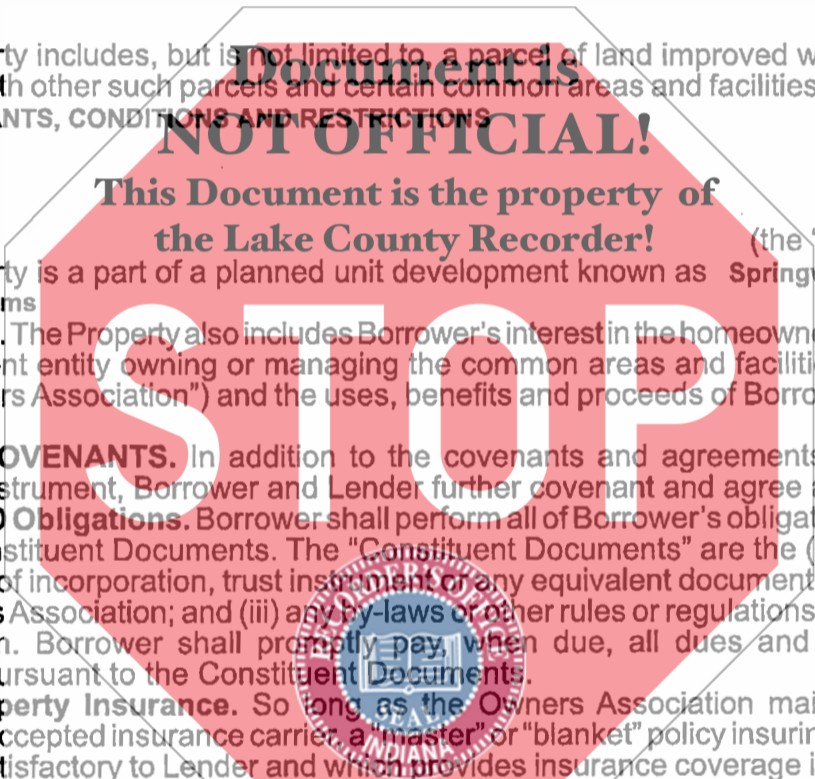 rty includes, but is not limited to, a parcel of land improved w
Document is
th other such parcels and certain common areas and facilities
NTS, CONDITIONS AND RESTRICTIONS
NOT OFFICIAL!
This Document is the property of
the Lake County Recorder!
(the “
rty is a part of a planned unit development known as Springv
ms
. The Property also includes Borrower's interest in the homeowne
nt entity owning or managing the common areas and faciliti
rs Association”) and the uses, benefits and proceeds of Borro
STOP
OVENANTS. In addition to the covenants and agreements
strument, Borrower and Lender further covenant and agree a
D Obligations. Borrower shall perform all of Borrower's obligat
stituent Documents. The “Constituent Documents” are the (
of incorporation, trust instrument or any equivalent document
s Association; and (iii) any by-laws or other rules or regulations
n. Borrower shall promptly pay, when due, all dues and
ursuant to the Constituent Documents.
perty Insurance. So long as the Owners Association mai
ccepted insurance carrier, a “master” or “blanket” policy insurin
tisfactory to Lender and which provides insurance coverage i
RECORDER'S OFFICE
SEAL
INDIANA